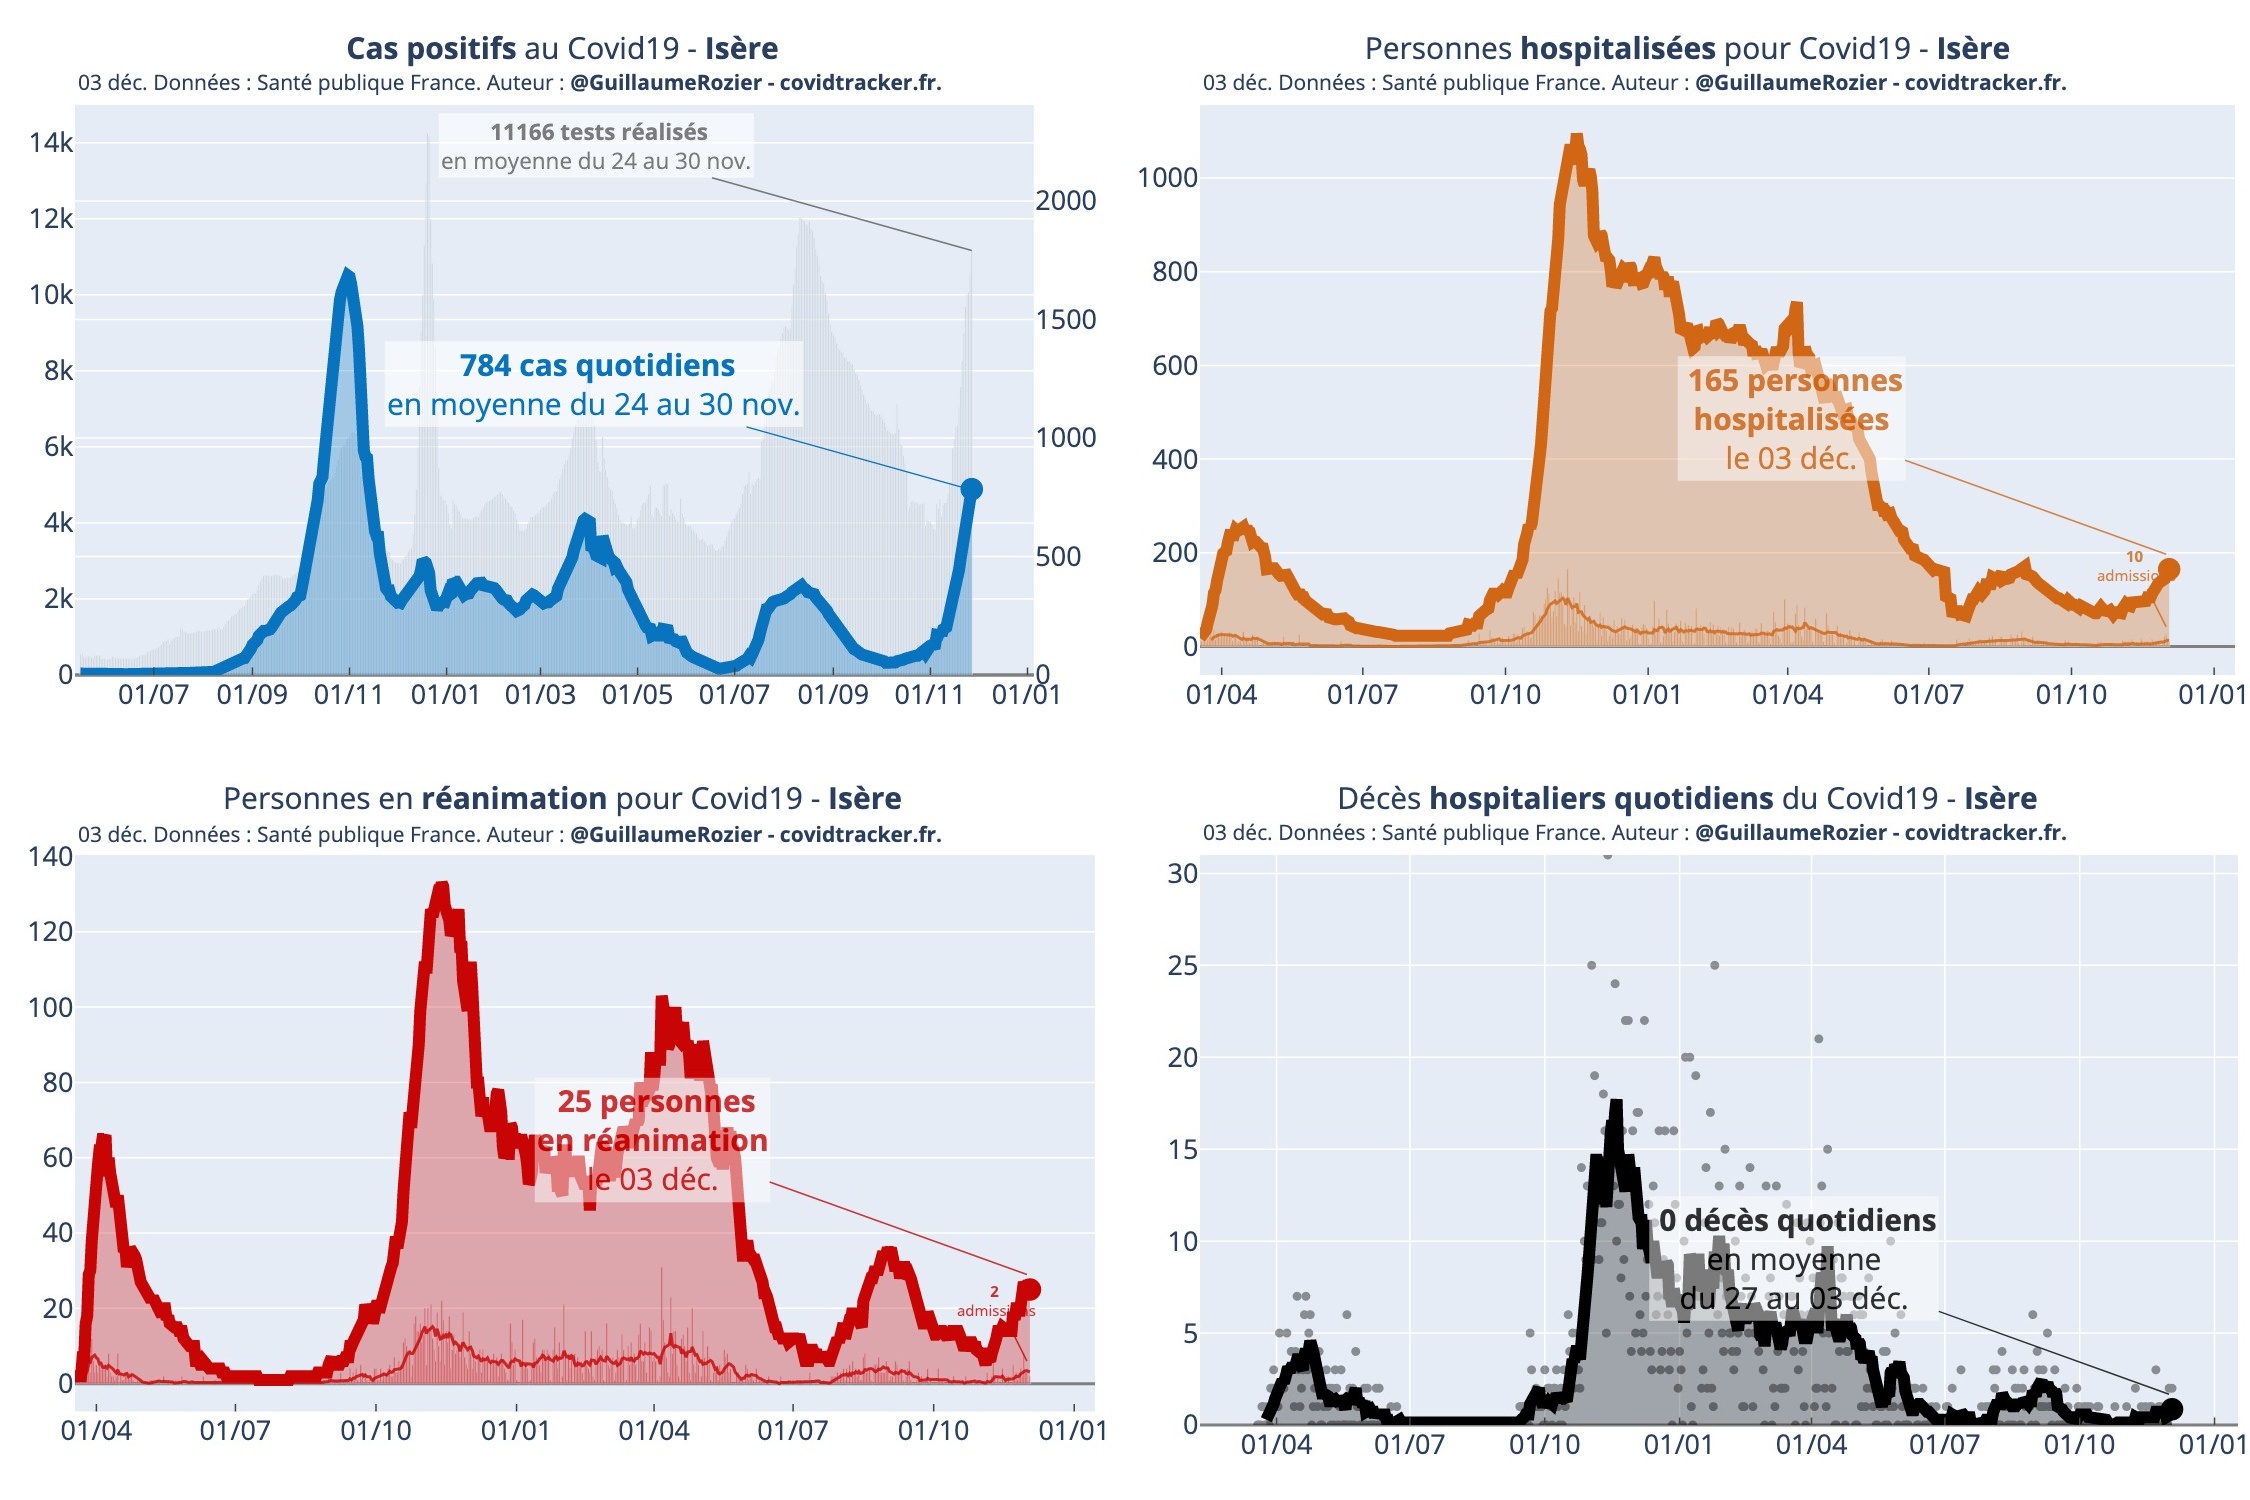 Cas positifs au Covid19 - Isère
03 déc. Données : Santé publique France. Auteur : @GuillaumeRozier - covidtracker.fr.
14k
12k
10k
8k
6k
4k
2k
0
2000
1500
1000
500
0
11166 tests réalisés
en moyenne du 24 au 30 nov.
784 cas quotidiens
en moyenne du 24 au 30 nov.
01/07 01/09 01/11 01/01 01/03 01/05 01/07 01/09 01/11 01/01
Personnes hospitalisées pour Covid19 - Isère
03 déc. Données : Santé publique France. Auteur : @GuillaumeRozier - covidtracker.fr.
1000
800
600
400
200
0
165 personnes
hospitalisées
le 03 déc.
10
admissio
01/04 01/07 01/10 01/01 01/04 01/07 01/10 01/01
Personnes en réanimation pour Covid19 - Isère
03 déc. Données : Santé publique France. Auteur : @GuillaumeRozier - covidtracker.fr.
140
120
100
80
60
40
20
0
25 personnes
en réanimation
le 03 déc.
2
admissions
01/04 01/07 01/10 01/01 01/04 01/07 01/10 01/01
Décès hospitaliers quotidiens du Covid19 - Isère
03 déc. Données : Santé publique France. Auteur : @GuillaumeRozier - covidtracker.fr.
30
25
20
15
10
5
0
0 décès quotidiens
en moyenne
du 27 au 03 déc.
01/04 01/07 01/10 01/01 01/04 01/07 01/10 01/01